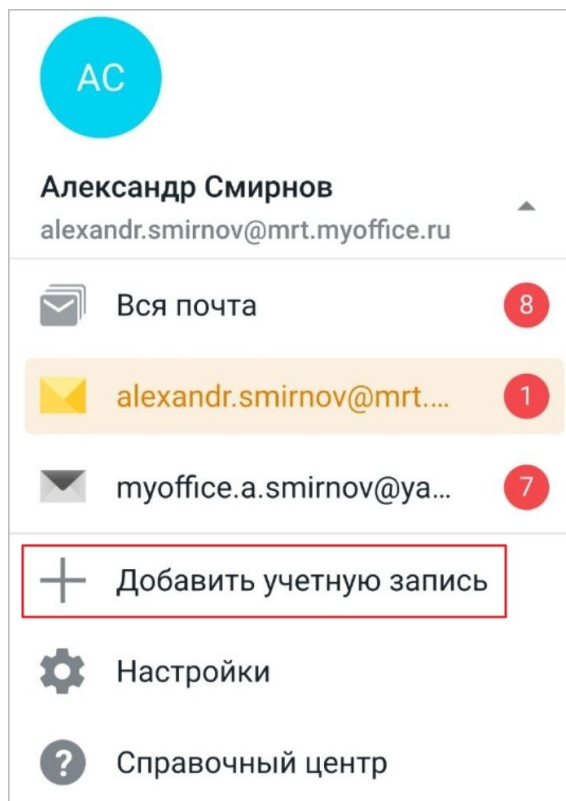 АС
Александр Смирнов
alexandr.smirnov@mrt.myoffice.ru
Вся почта 8
alexandr.smirnov@mrt.... 1
myoffice.a.smirnov@ya... 7
Добавить учетную запись
Настройки
? Справочный центр